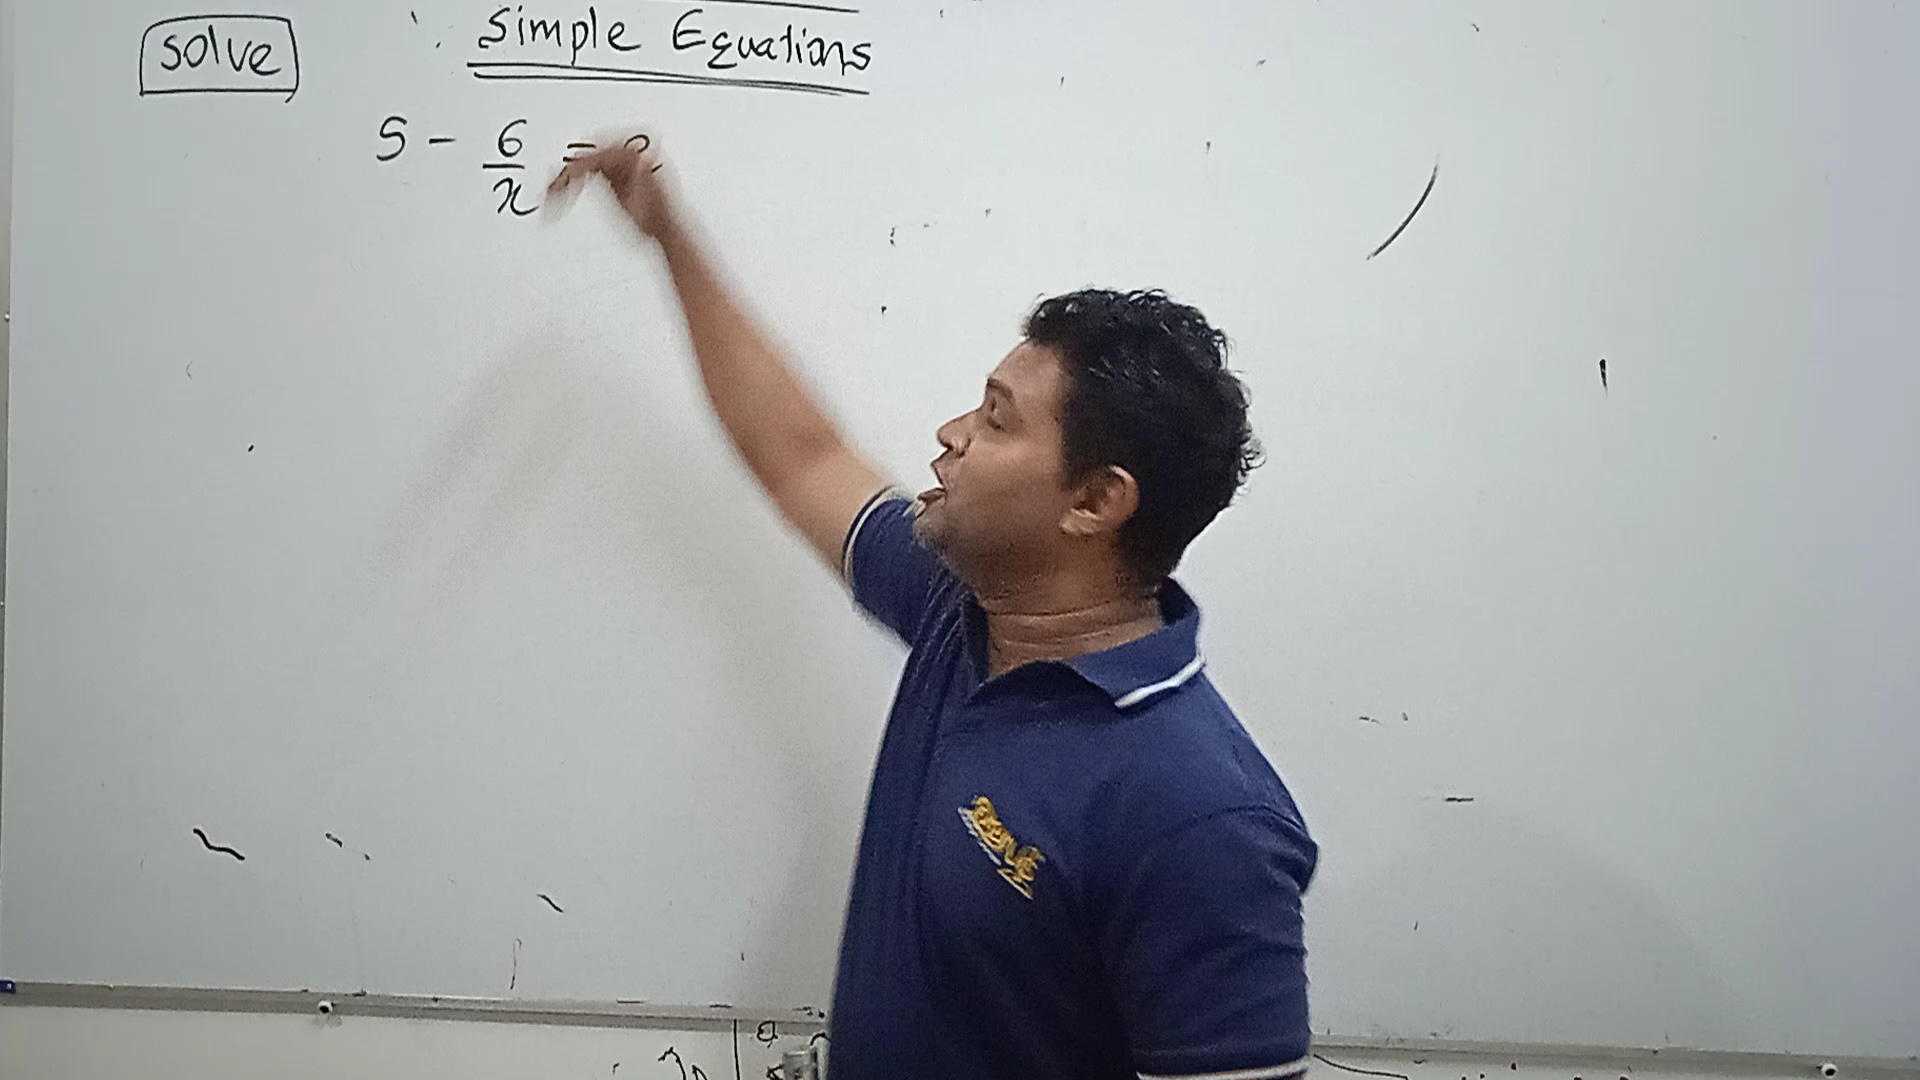 Simple Equations
Solve
5 - 6/x =